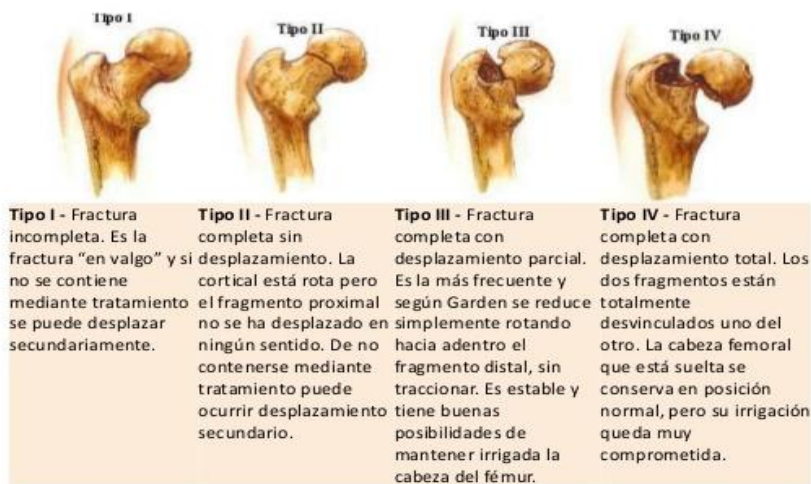 Tipo I
Tipo II
Tipo III
Tipo IV
Tipo I - Fractura
incompleta. Es la
fractura “en valgo” y si
no se contiene
mediante tratamiento
se puede desplazar
secundariamente.
Tipo II - Fractura
completa sin
desplazamiento. La
cortical está rota pero
el fragmento proximal
no se ha desplazado en
ningún sentido. De no
contenerse mediante
tratamiento puede
ocurrir desplazamiento
secundario.
Tipo III - Fractura
completa con
desplazamiento parcial.
Es la más frecuente y
según Garden se reduce
simplemente rotando
hacia adentro el
fragmento distal, sin
traccionar. Es estable y
tiene buenas
posibilidades de
mantener irrigada la
cabeza del fémur.
Tipo IV - Fractura
completa con
desplazamiento total. Los
dos fragmentos están
totalmente
desvinculados uno del
otro. La cabeza femoral
que está suelta se
conserva en posición
normal, pero su irrigación
queda muy
comprometida.